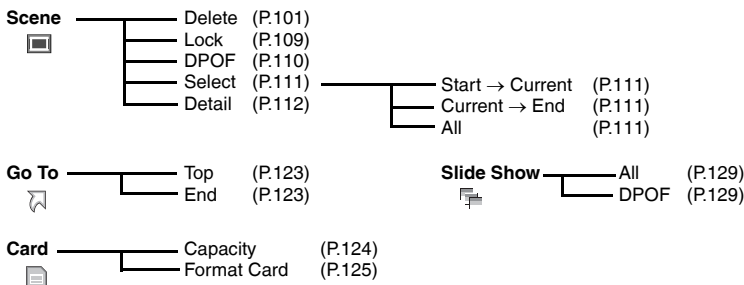 Scene Delete (P.101)
Lock (P.109)
DPOF (P.110)
Select (P.111) Start → Current (P.111)
Detail (P.112) Current → End (P.111)
All (P.111)
Go To Top (P.123) Slide Show All (P.129)
End (P.123) DPOF (P.129)
Card Capacity (P.124)
Format Card (P.125)